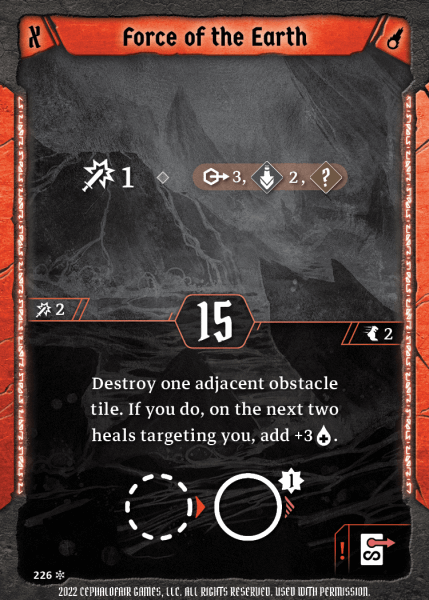 Force of the Earth
1 3, 2, ?
2
15
2
Destroy one adjacent obstacle
tile. If you do, on the next two
heals targeting you, add +3.
1
!
226
2022 CEPHALOFAIR GAMES, LLC. ALL RIGHTS RESERVED. USED WITH PERMISSION.